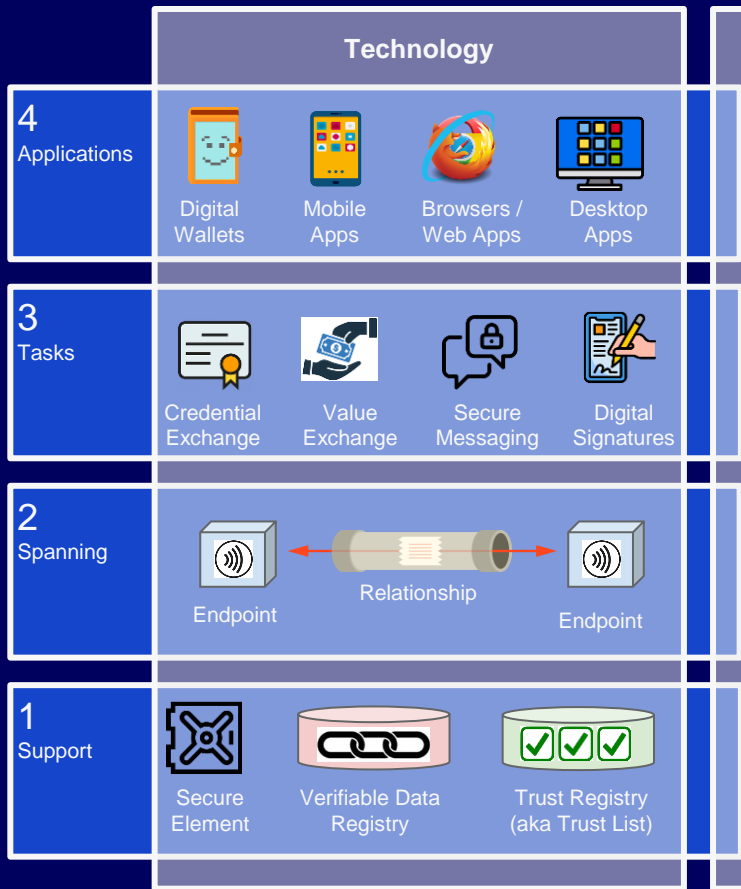 Technology
4
Applications
Digital
Wallets
Mobile
Apps
Browsers /
Web Apps
Desktop
Apps
3
Tasks
Credential
Exchange
Value
Exchange
Secure
Messaging
Digital
Signatures
2
Spanning
Endpoint
Relationship
Endpoint
1
Support
Secure
Element
Verifiable Data
Registry
Trust Registry
(aka Trust List)